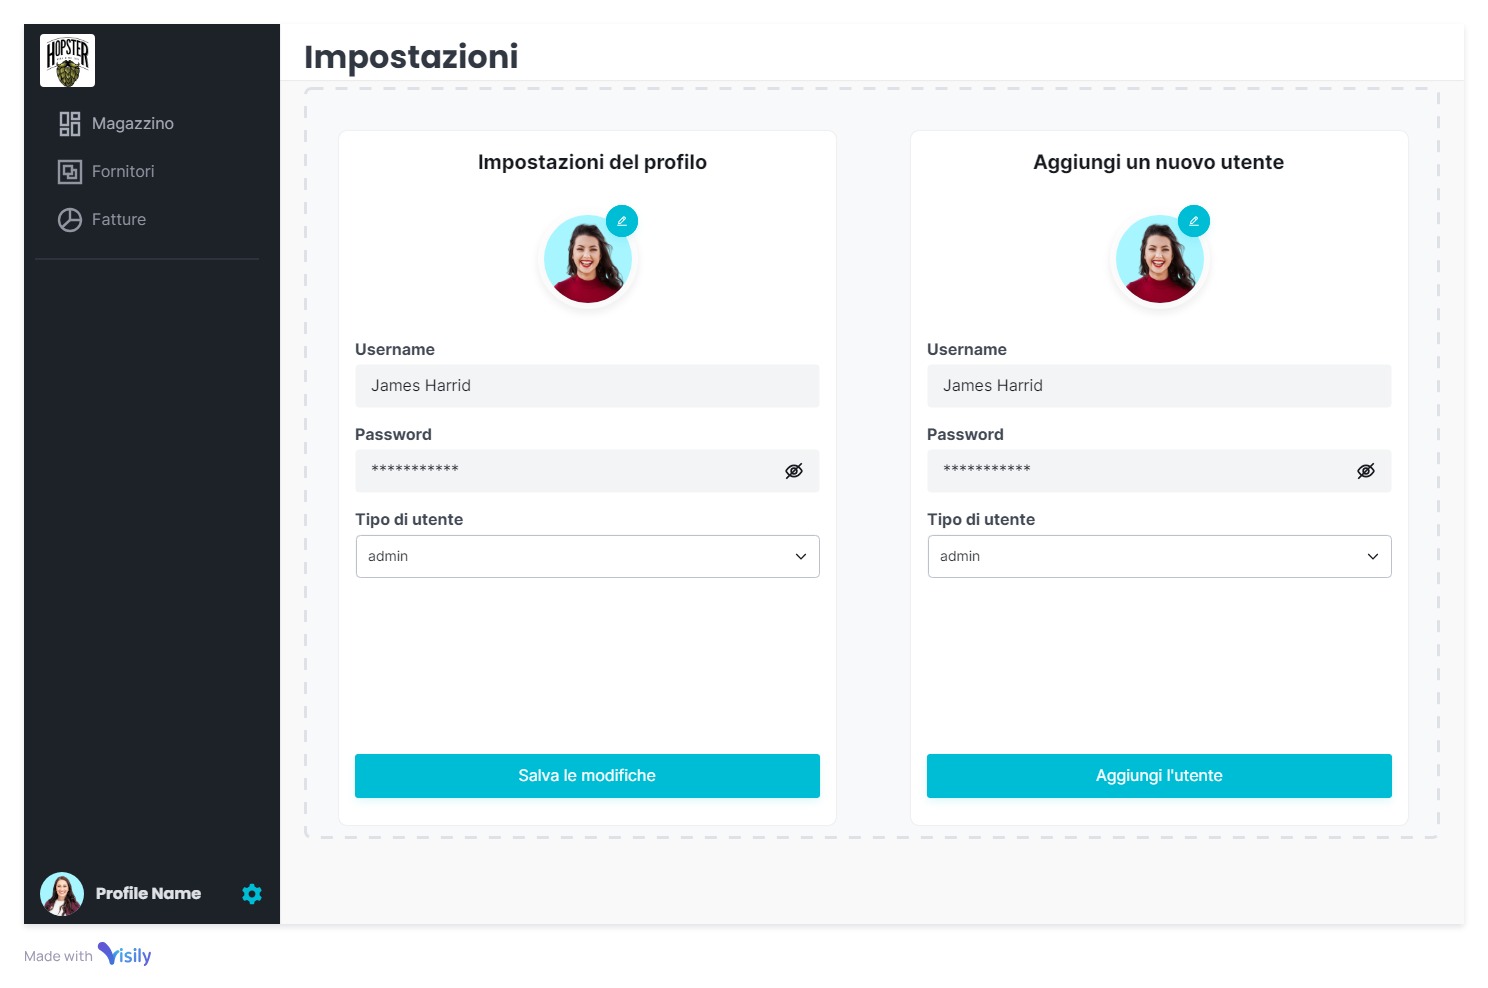 HOPSTER
Magazzino
Fornitori
Fatture
Profile Name
Impostazioni
Impostazioni del profilo
Username
James Harrid
Password
***********
Tipo di utente
admin
Salva le modifiche
Aggiungi un nuovo utente
Username
James Harrid
Password
***********
Tipo di utente
admin
Aggiungi l'utente
Made with Visily